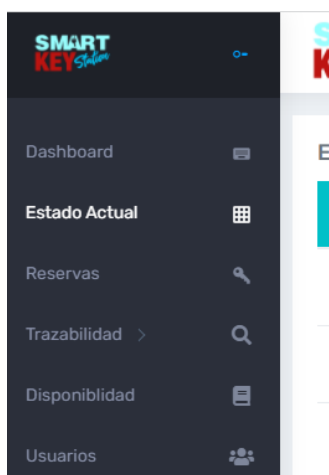 SMART
KEY Station
Dashboard
Estado Actual
Reservas
Trazabilidad >
Disponiblidad
Usuarios